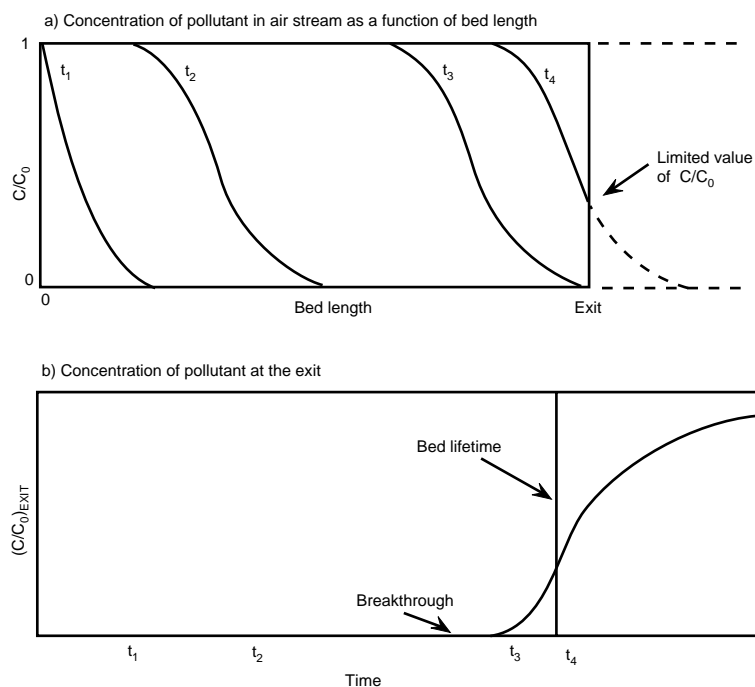 a) Concentration of pollutant in air stream as a function of bed length
1
t1
t2
t3
t4
C/C0
Limited value
of C/C0
0
0
Bed length
Exit
b) Concentration of pollutant at the exit
(C/C0)EXIT
Bed lifetime
Breakthrough
t1
t2
t3
t4
Time